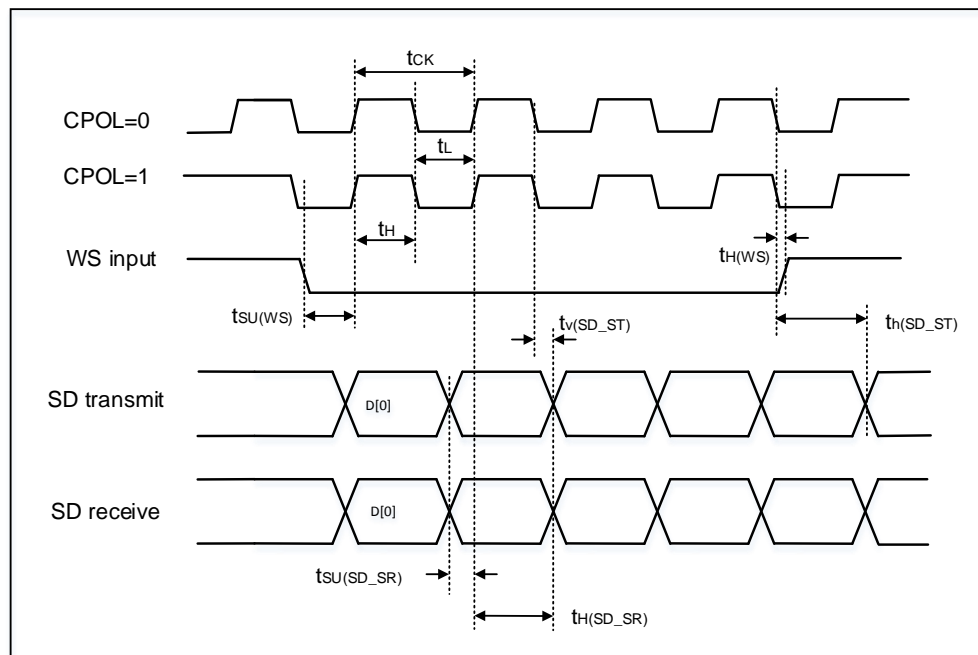 tCK
CPOL=0
tL
CPOL=1
tH
WS input
tH(WS)
tSU(WS)
tv(SD_ST)
th(SD_ST)
SD transmit
D[0]
SD receive
D[0]
tSU(SD_SR)
tH(SD_SR)